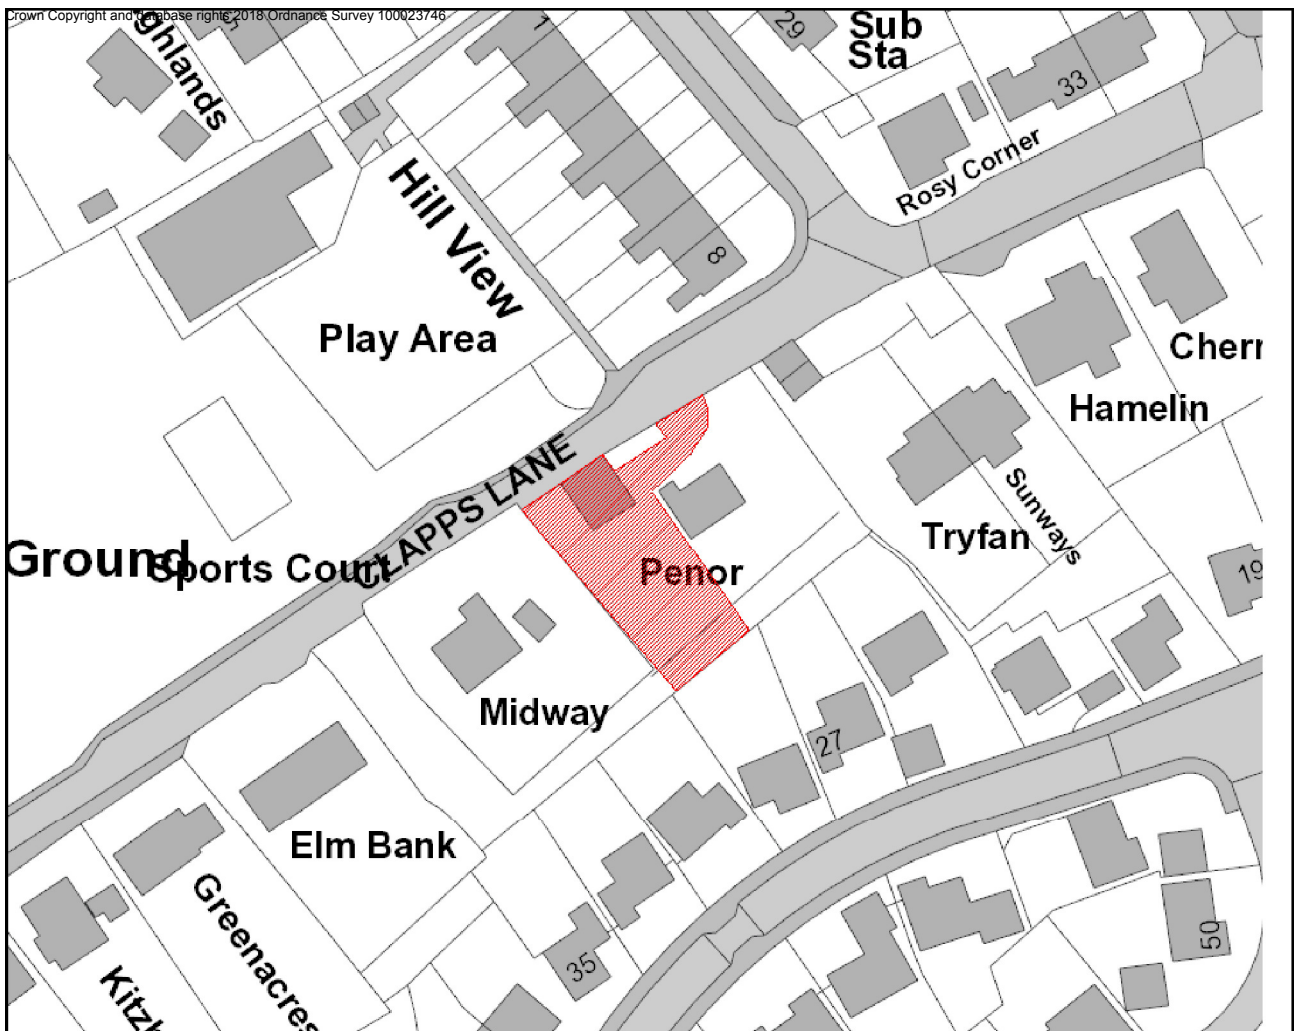 Crown Copyright and database rights 2018 Ordnance Survey 100023746
ghlands
1
29
Sub
Sta
33
Rosy Corner
Hill View
8
Play Area
Cherr
Hamelin
CLAPPS LANE
Sunways
Tryfan
Ground
Sports Court
Penor
19
Midway
27
Elm Bank
Greenacres
35
50